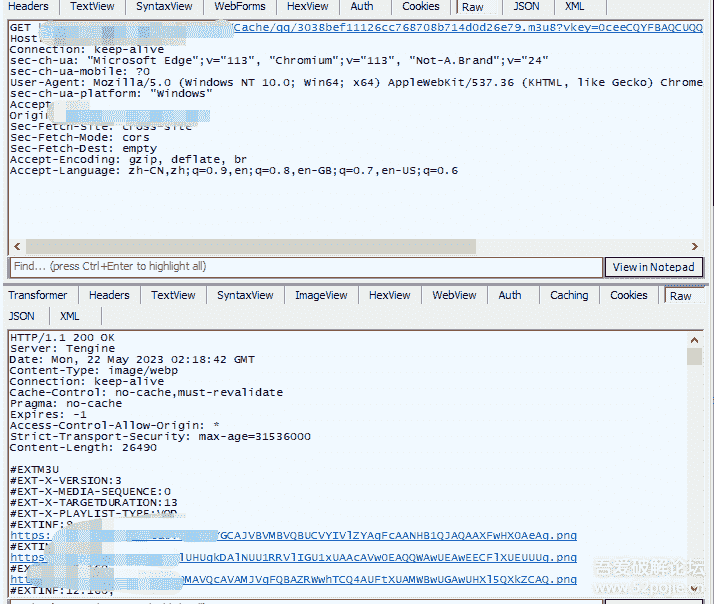 Headers TextView SyntaxView WebForms HexView Auth Cookies Raw JSON XML
GET /Cache/qq/3038bef11126cc768708b714d0d26e79.m3u8?vkey=0ceeCQYFBAQCUQQ
Host:
Connection: keep-alive
sec-ch-ua: "Microsoft Edge";v="113", "Chromium";v="113", "Not-A.Brand";v="24"
sec-ch-ua-mobile: ?0
User-Agent: Mozilla/5.0 (Windows NT 10.0; Win64; x64) AppleWebKit/537.36 (KHTML, like Gecko) Chrome
sec-ch-ua-platform: "Windows"
Accept
Origi
Sec-Fetch-Site: cross-site
Sec-Fetch-Mode: cors
Sec-Fetch-Dest: empty
Accept-Encoding: gzip, deflate, br
Accept-Language: zh-CN,zh;q=0.9,en;q=0.8,en-GB;q=0.7,en-US;q=0.6
Find... (press Ctrl+Enter to highlight all) View in Notepad
Transformer Headers TextView SyntaxView ImageView HexView WebView Auth Caching Cookies Raw
JSON XML
HTTP/1.1 200 OK
Server: Tengine
Date: Mon, 22 May 2023 02:18:42 GMT
Content-Type: image/webp
Connection: keep-alive
Cache-Control: no-cache,must-revalidate
Pragma: no-cache
Expires: -1
Access-Control-Allow-Origin: *
Strict-Transport-Security: max-age=31536000
Content-Length: 26490
#EXTM3U
#EXT-X-VERSION:3
#EXT-X-MEDIA-SEQUENCE:0
#EXT-X-TARGETDURATION:13
#EXT-X-PLAYLIST-TYPE:VOD
#EXTINF:
https:
#EXTIN
https
htt
#EXTINF:12.160,
吾爱破解论坛
www.52pojie.cn